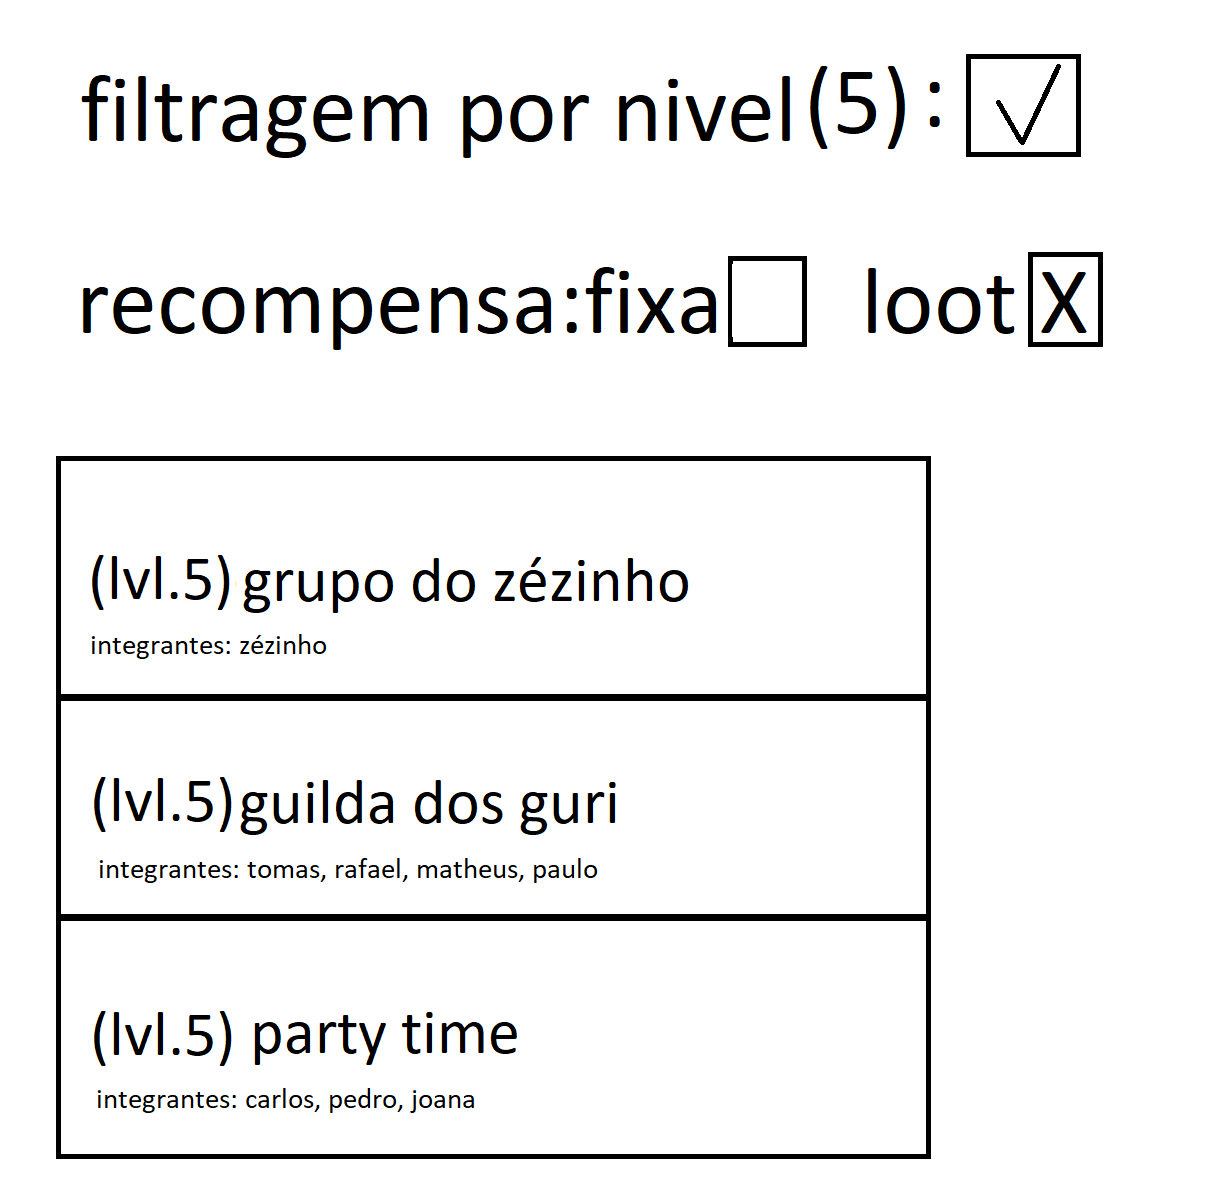 filtragem por nivel(5):
recompensa:fixa loot X
(lvl.5) grupo do zézinho
integrantes: zézinho
(lvl.5)guilda dos guri
integrantes: tomas, rafael, matheus, paulo
(lvl.5) party time
integrantes: carlos, pedro, joana